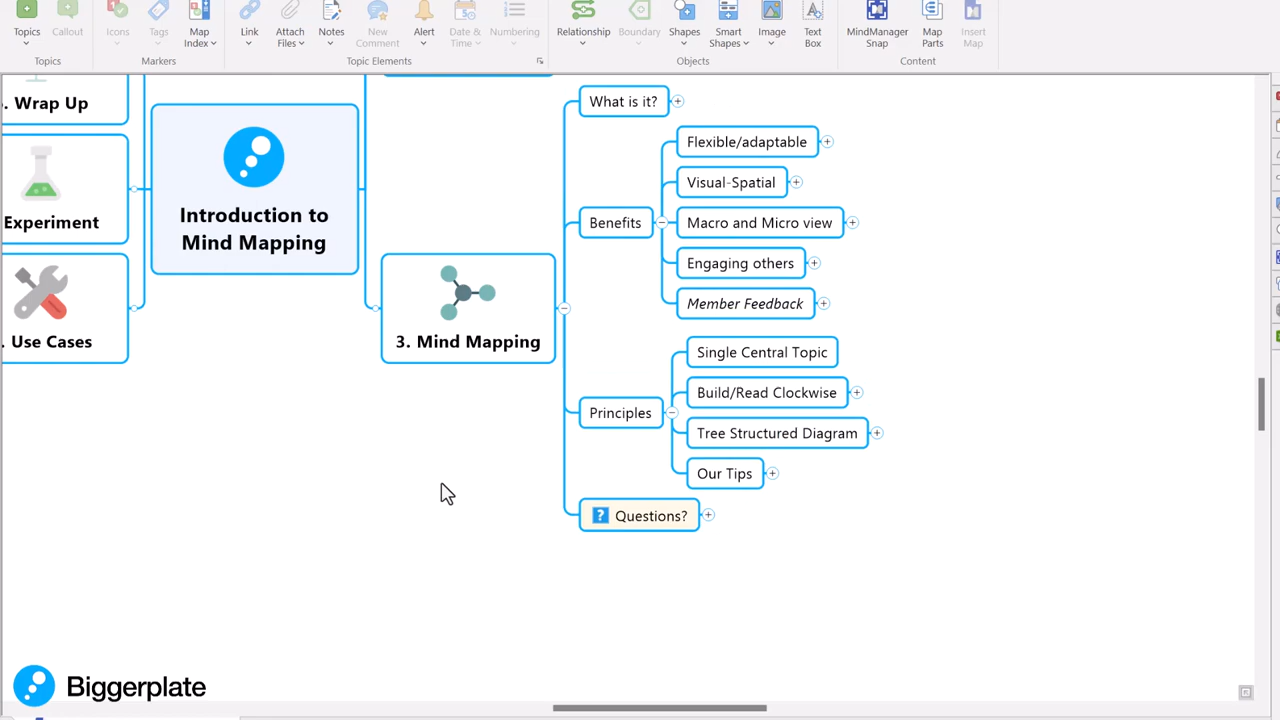 Topics
Callout
Icons
Tags
Map
Index
Link
Attach
Files
Notes
New
Comment
Alert
Date &
Time
Numbering
Relationship
Boundary
Shapes
Smart
Shapes
Image
Text
Box
MindManager
Snap
Map
Parts
Insert
Map
Topics
Markers
Topic Elements
Objects
Content
. Wrap Up
Experiment
. Use Cases
Introduction to
Mind Mapping
3. Mind Mapping
What is it?
Benefits
Flexible/adaptable
Visual-Spatial
Macro and Micro view
Engaging others
Member Feedback
Principles
Single Central Topic
Build/Read Clockwise
Tree Structured Diagram
Our Tips
? Questions?
Biggerplate